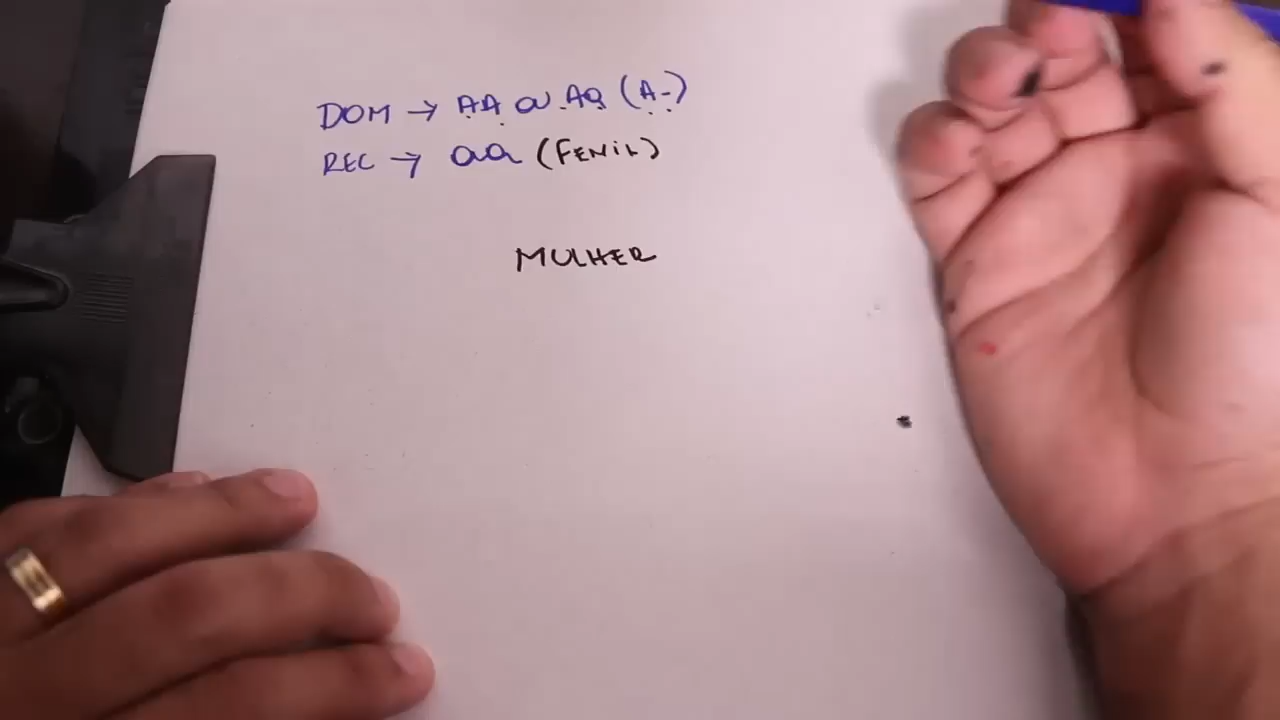 DOM → AA ou Aa (A-)
REC → aa (FENIL)
MULHER